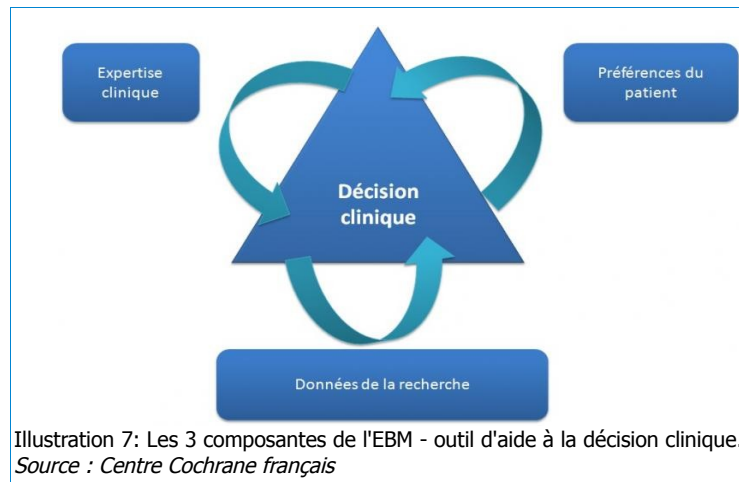 Expertise
clinique
Préférences du
patient
Décision
clinique
Données de la recherche
Illustration 7: Les 3 composantes de l'EBM - outil d'aide à la décision clinique.
Source : Centre Cochrane français